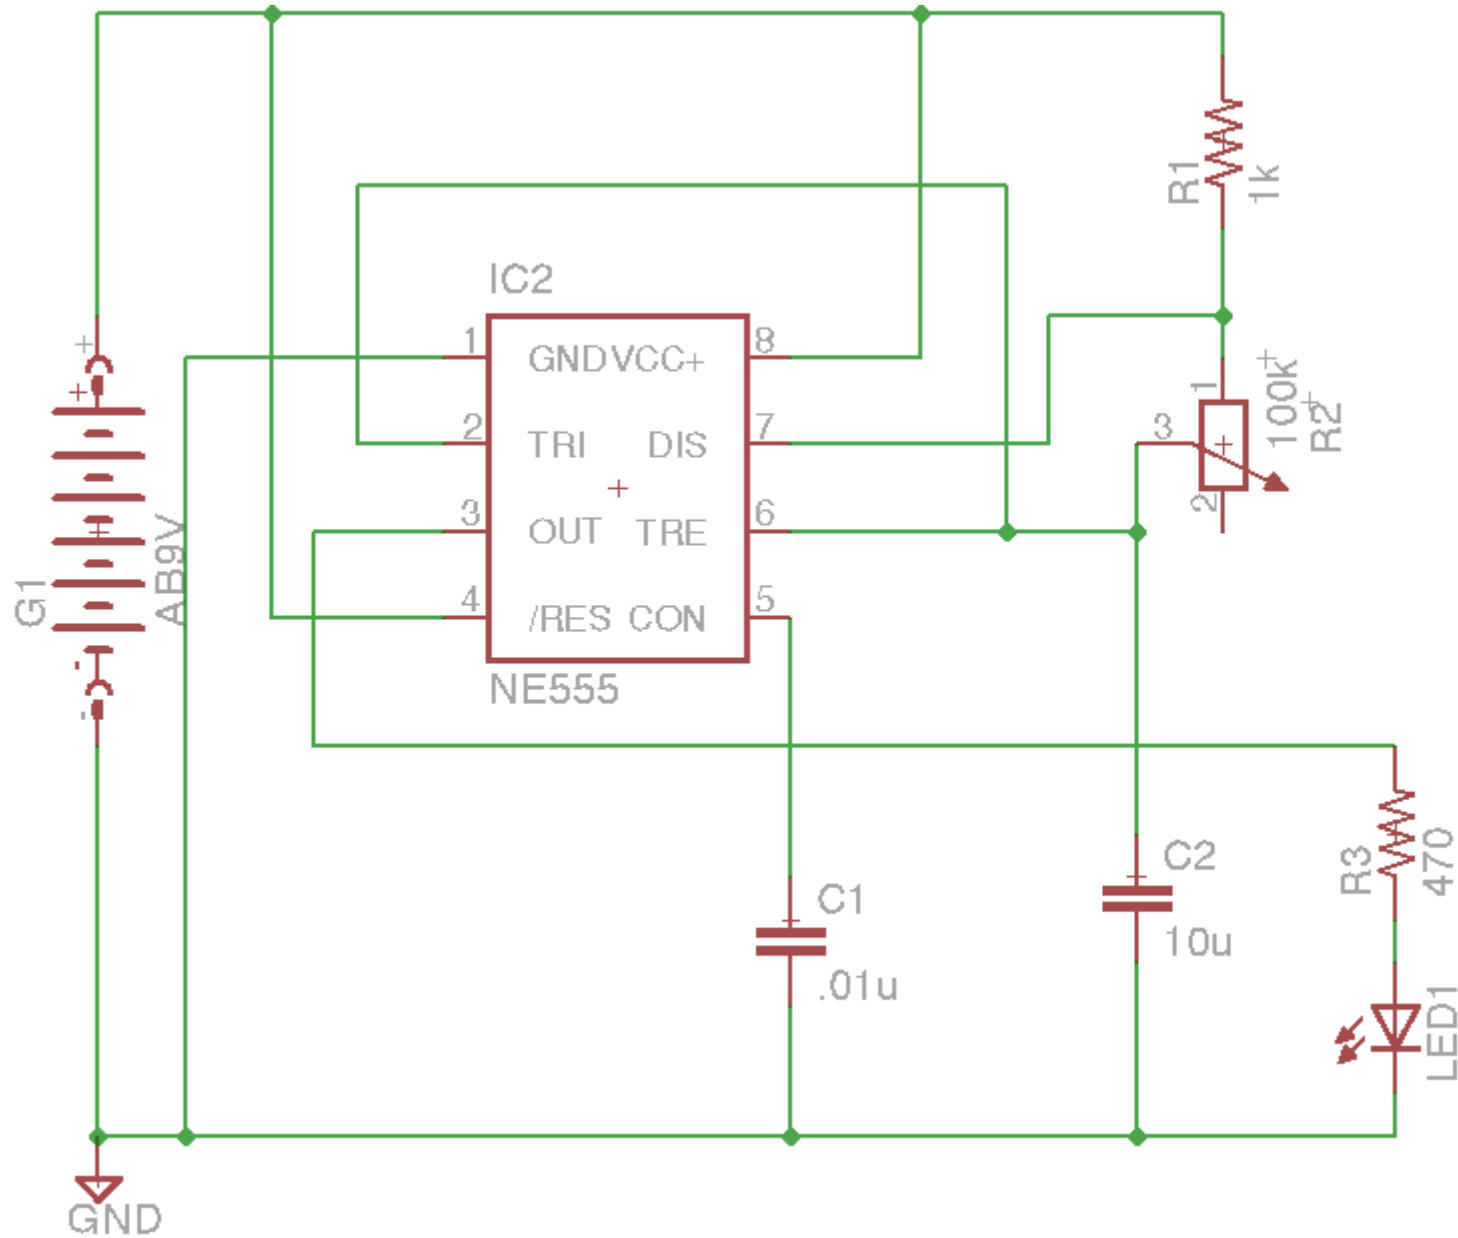 IC2
1 GND VCC+ 8
2 TRI DIS 7
3 OUT TRE 6
4 /RES CON 5
NE555
G1
AB9V
+
+
-
-
GND
R1
1k
1
3
2
100k
R2
+
+
C1
.01u
C2
10u
R3
470
LED1